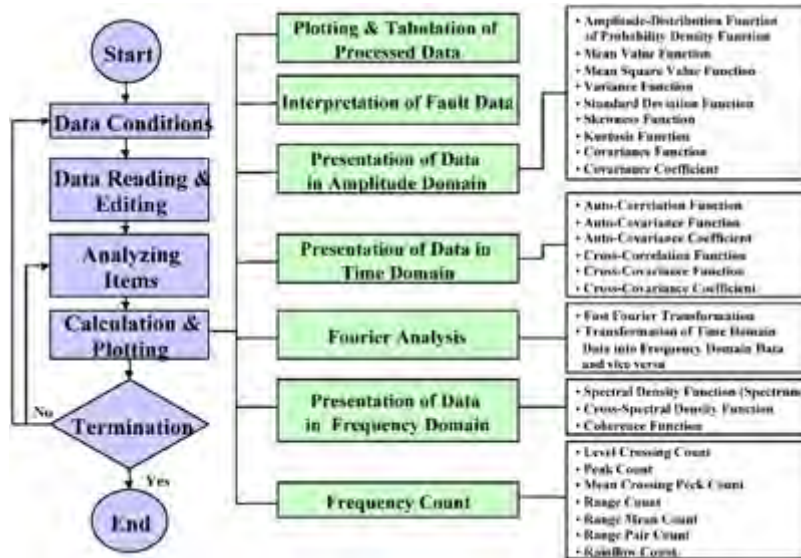 Start
Data Conditions
Data Reading &
Editing
Analyzing
Items
Calculation &
Plotting
No
Termination
Yes
End
Plotting & Tabulation of
Processed Data
Interpretation of Fault Data
Presentation of Data
in Amplitude Domain
Presentation of Data in
Time Domain
Fourier Analysis
Presentation of Data
in Frequency Domain
Frequency Count
• Amplitude-Distribution Function
of Probability Density Function
• Mean Value Function
• Mean Square Value Function
• Variance Function
• Standard Deviation Function
• Skewness Function
• Kurtosis Function
• Covariance Function
• Covariance Coefficient
• Auto-Correlation Function
• Auto-Covariance Function
• Auto-Covariance Coefficient
• Cross-Correlation Function
• Cross-Covariance Function
• Cross-Covariance Coefficient
• Fast Fourier Transformation
• Transformation of Time Domain
Data into Frequency Domain Data
and vice versa
• Spectral Density Function (Spectrum
• Cross-Spectral Density Function
• Coherence Function
• Level Crossing Count
• Peak Count
• Mean Crossing Peck Count
• Range Count
• Range Mean Count
• Range Pair Count
• Rainflow Count